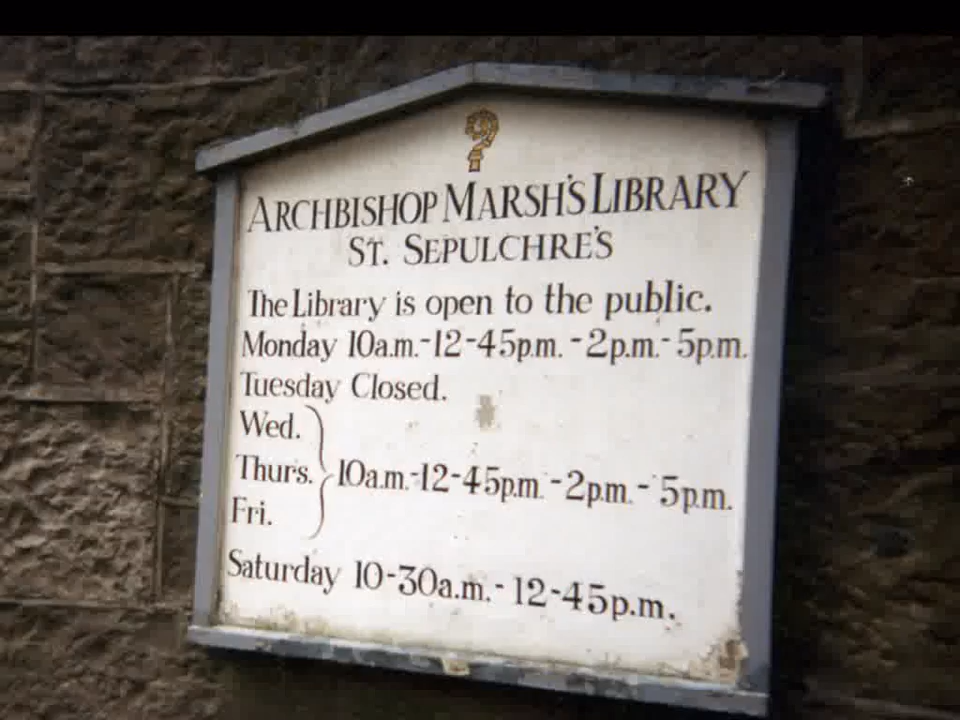 ARCHBISHOP MARSH'S LIBRARY
ST. SEPULCHRE'S
The Library is open to the public.
Monday 10a.m.-12-45p.m. - 2p.m.- 5p.m.
Tuesday Closed.
Wed.
Thurs. 10a.m.-12-45p.m. - 2p.m. - 5p.m.
Fri.
Saturday 10-30a.m. - 12-45p.m.